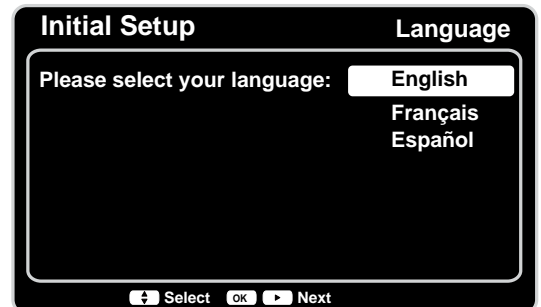 Initial Setup Language
Please select your language: English
Français
Español
Select OK Next